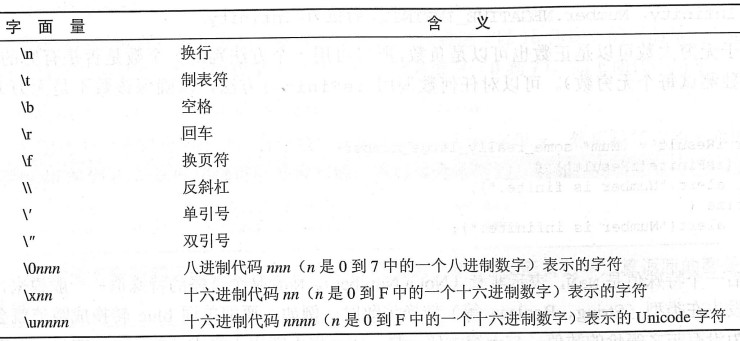 字面量 含义
\n 换行
\t 制表符
\b 空格
\r 回车
\f 换页符
\\ 反斜杠
\' 单引号
\" 双引号
\0nnn 八进制代码 nnn（n 是 0 到 7 中的一个八进制数字）表示的字符
\xnn 十六进制代码 nn（n 是 0 到 F 中的一个十六进制数字）表示的字符
\unnnn 十六进制代码 nnnn（n 是 0 到 F 中的一个十六进制数字）表示的 Unicode 字符